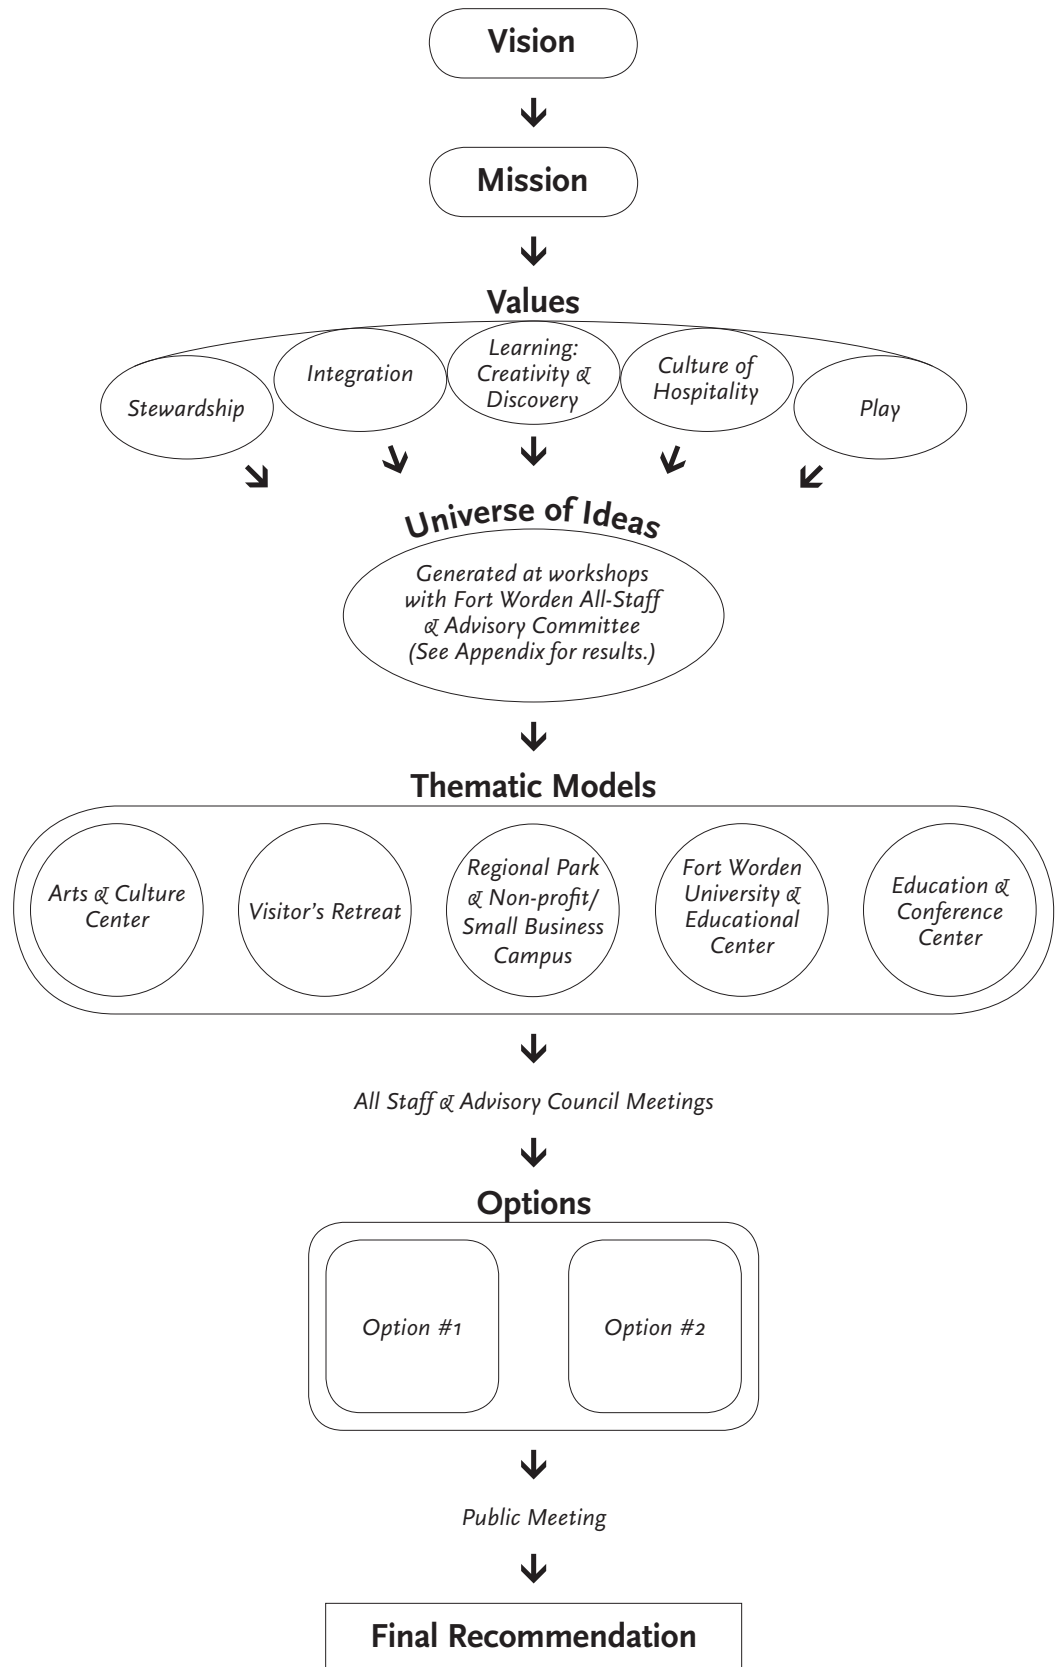 Vision
Mission
Values
Stewardship
Integration
Learning:
Creativity &
Discovery
Culture of
Hospitality
Play
Universe of Ideas
Generated at workshops
with Fort Worden All-Staff
& Advisory Committee
(See Appendix for results.)
Thematic Models
Arts & Culture
Center
Visitor's Retreat
Regional Park
& Non-profit/
Small Business
Campus
Fort Worden
University &
Educational
Center
Education &
Conference
Center
All Staff & Advisory Council Meetings
Options
Option #1
Option #2
Public Meeting
Final Recommendation